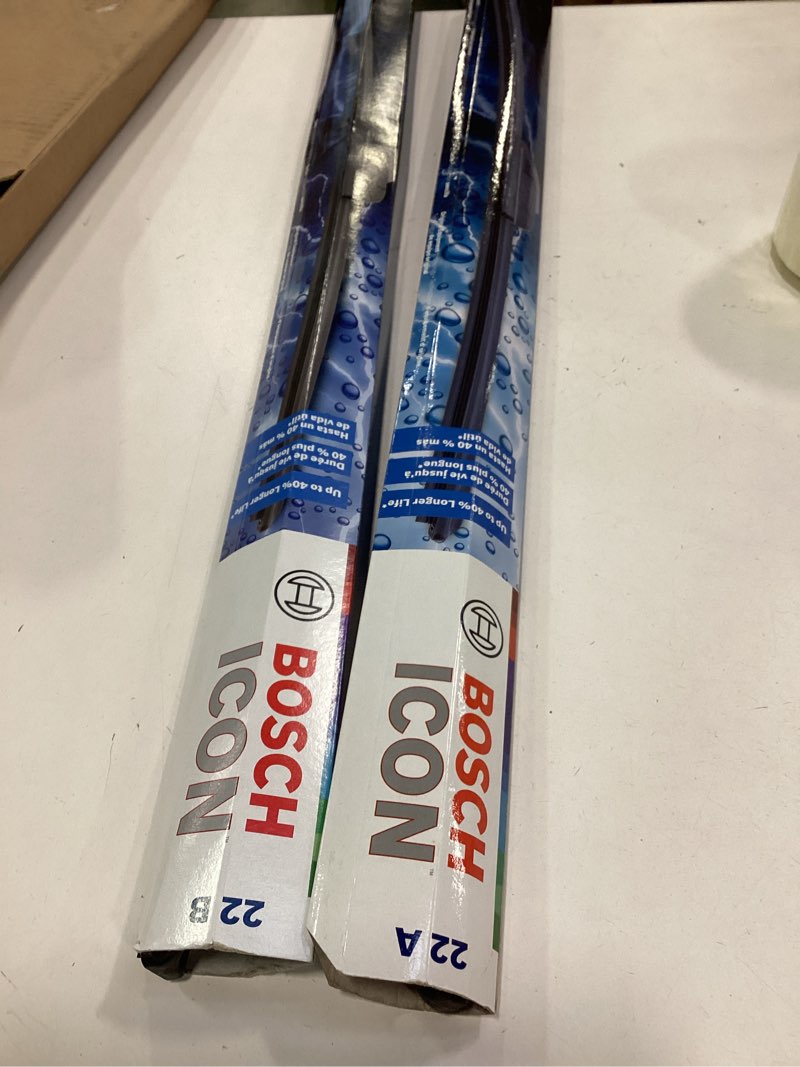 Hasta un 40 % más
de vida útil*
Durée de vie jusqu'à
40 % plus longue*
Up to 40% Longer Life*
BOSCH
ICON
22 B
Hasta un 40 % más
de vida útil*
Durée de vie jusqu'à
40 % plus longue*
Up to 40% Longer Life*
BOSCH
ICON™
22 A